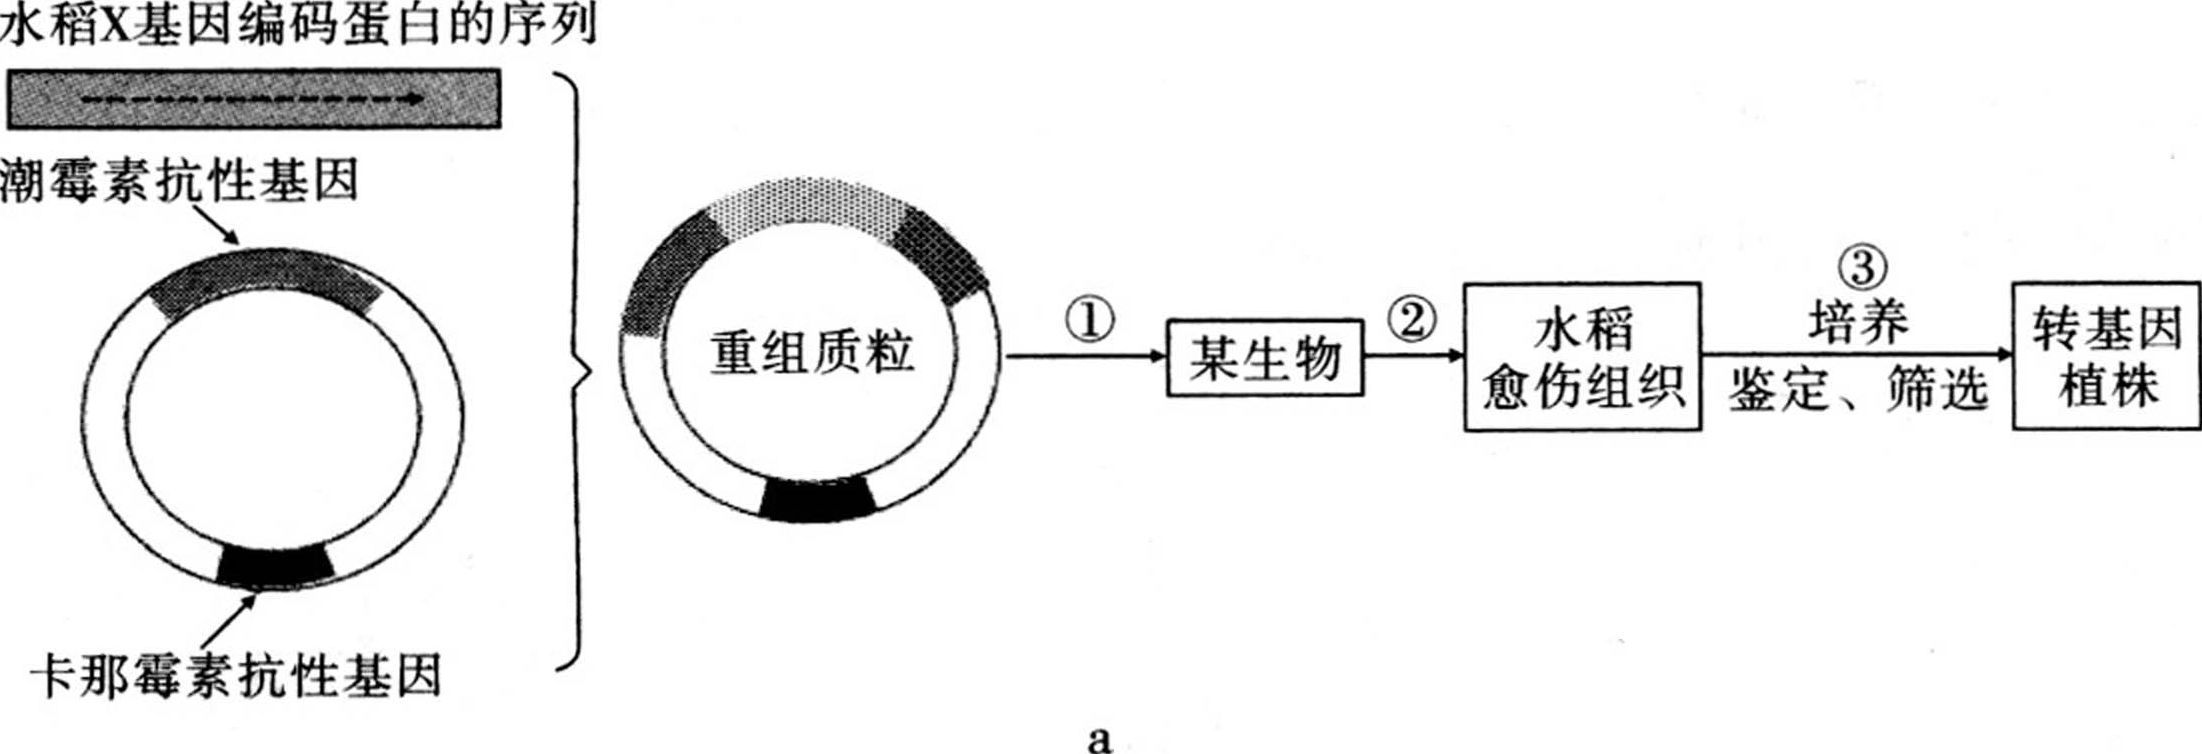 水稻X基因编码蛋白的序列
潮霉素抗性基因
卡那霉素抗性基因
重组质粒
①
某生物
②
水稻
愈伤组织
③
培养
鉴定、筛选
转基因
植株
a